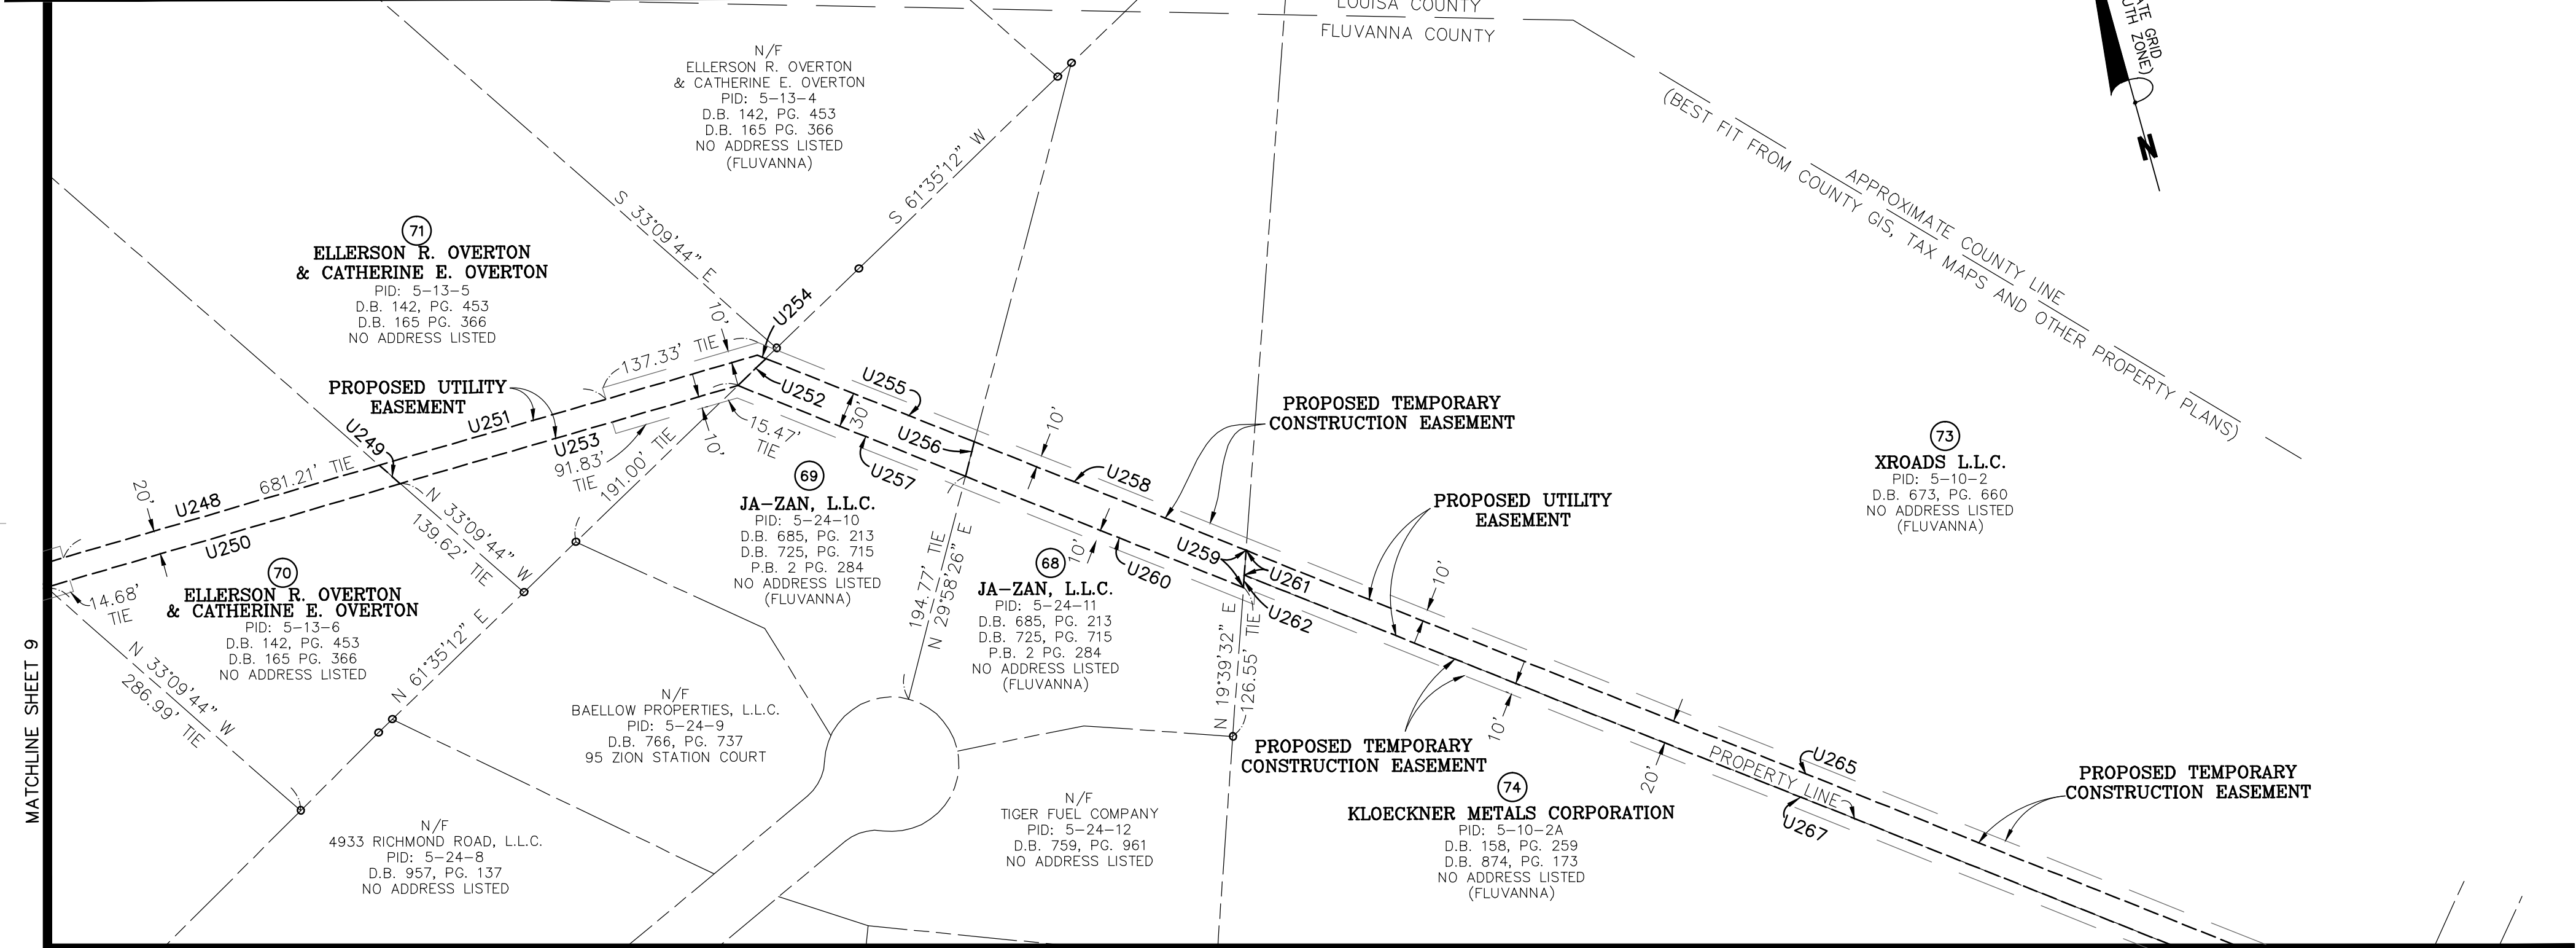 LOUISA COUNTY
FLUVANNA COUNTY
N/F
ELLERSON R. OVERTON
& CATHERINE E. OVERTON
PID: 5-13-4
D.B. 142, PG. 453
D.B. 165 PG. 366
NO ADDRESS LISTED
(FLUVANNA)
S 61°35'12" W
S 33°09'44" E
ZONE)
N
APPROXIMATE COUNTY LINE
(BEST FIT FROM COUNTY GIS, TAX MAPS AND OTHER PROPERTY PLANS)
71
ELLERSON R. OVERTON
& CATHERINE E. OVERTON
PID: 5-13-5
D.B. 142, PG. 453
D.B. 165 PG. 366
NO ADDRESS LISTED
10'
U254
137.33' TIE
PROPOSED UTILITY
EASEMENT
U251
U249
U253
91.83'
TIE
U252
15.47'
TIE
10'
191.00' TIE
30'
U255
U256
U257
10'
U258
PROPOSED TEMPORARY
CONSTRUCTION EASEMENT
73
XROADS L.L.C.
PID: 5-10-2
D.B. 673, PG. 660
NO ADDRESS LISTED
(FLUVANNA)
PROPOSED UTILITY
EASEMENT
20'
U248
681.21' TIE
U250
N 33°09'44" W
139.62' TIE
69
JA-ZAN, L.L.C.
PID: 5-24-10
D.B. 685, PG. 213
D.B. 725, PG. 715
P.B. 2 PG. 284
NO ADDRESS LISTED
(FLUVANNA)
194.77' TIE
N 29°58'26" E
10'
U259
U260
U261
U262
10'
68
JA-ZAN, L.L.C.
PID: 5-24-11
D.B. 685, PG. 213
D.B. 725, PG. 715
P.B. 2 PG. 284
NO ADDRESS LISTED
(FLUVANNA)
N 19°39'32" E
126.55' TIE
70
ELLERSON R. OVERTON
& CATHERINE E. OVERTON
PID: 5-13-6
D.B. 142, PG. 453
D.B. 165 PG. 366
NO ADDRESS LISTED
14.68'
TIE
N 33°09'44" W
286.99' TIE
N 61°35'12" E
MATCHLINE SHEET 9
N/F
BAELLOW PROPERTIES, L.L.C.
PID: 5-24-9
D.B. 766, PG. 737
95 ZION STATION COURT
N/F
4933 RICHMOND ROAD, L.L.C.
PID: 5-24-8
D.B. 957, PG. 137
NO ADDRESS LISTED
N/F
TIGER FUEL COMPANY
PID: 5-24-12
D.B. 759, PG. 961
NO ADDRESS LISTED
PROPOSED TEMPORARY
CONSTRUCTION EASEMENT
10'
20'
74
KLOECKNER METALS CORPORATION
PID: 5-10-2A
D.B. 158, PG. 259
D.B. 874, PG. 173
NO ADDRESS LISTED
(FLUVANNA)
PROPERTY LINE
U265
U267
PROPOSED TEMPORARY
CONSTRUCTION EASEMENT